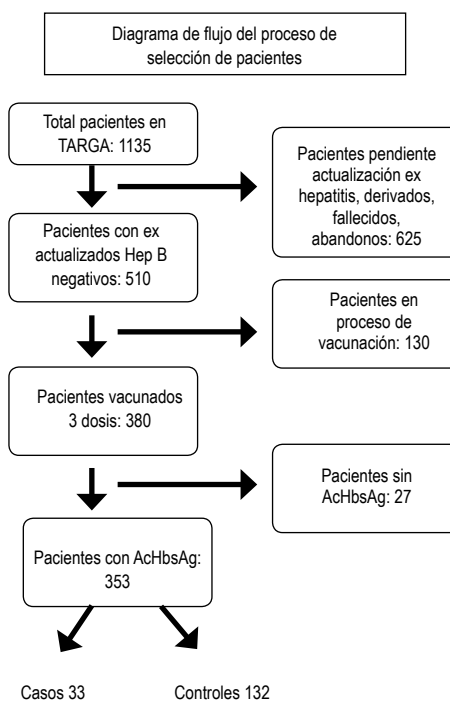 Diagrama de flujo del proceso de
selección de pacientes
Total pacientes en
TARGA: 1135
Pacientes pendiente
actualización ex
hepatitis, derivados,
fallecidos,
abandonos: 625
Pacientes con ex
actualizados Hep B
negativos: 510
Pacientes en
proceso de
vacunación: 130
Pacientes vacunados
3 dosis: 380
Pacientes sin
AcHbsAg: 27
Pacientes con AcHbsAg:
353
Casos 33
Controles 132